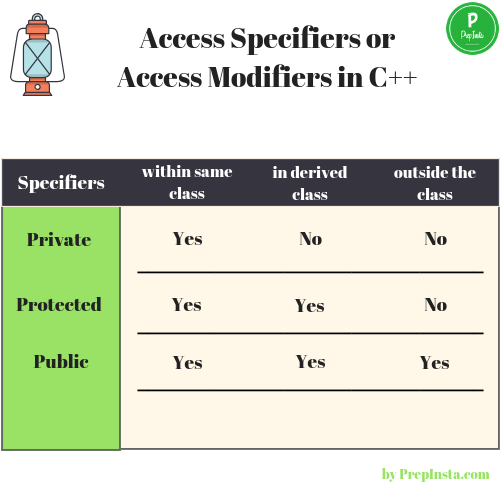 P
PrepInsta
Access Specifiers or
Access Modifiers in C++
Specifiers within same class in derived class outside the class
Private Yes No No
Protected Yes Yes No
Public Yes Yes Yes
by PrepInsta.com